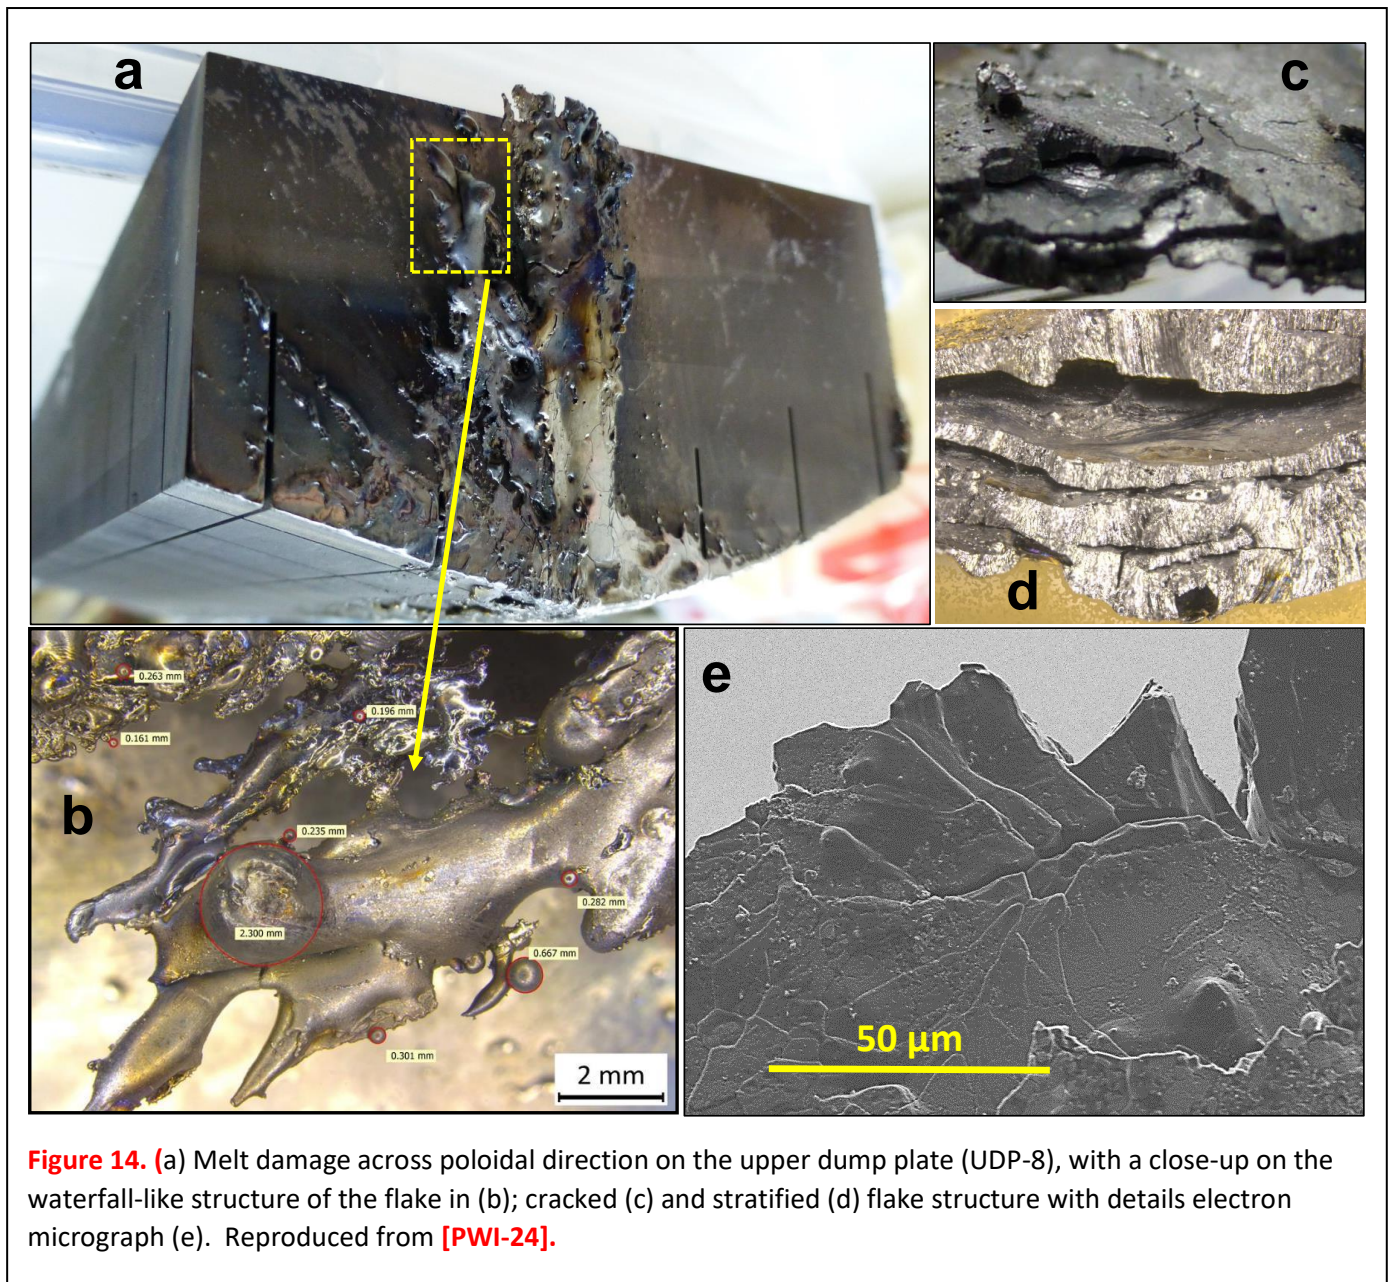 a
c
d
0.263 mm
0.196 mm
0.161 mm
b
0.235 mm
0.282 mm
2.300 mm
0.667 mm
0.301 mm
2 mm
e
50 µm
Figure 14. (a) Melt damage across poloidal direction on the upper dump plate (UDP-8), with a close-up on the
waterfall-like structure of the flake in (b); cracked (c) and stratified (d) flake structure with details electron
micrograph (e).  Reproduced from [PWI-24].